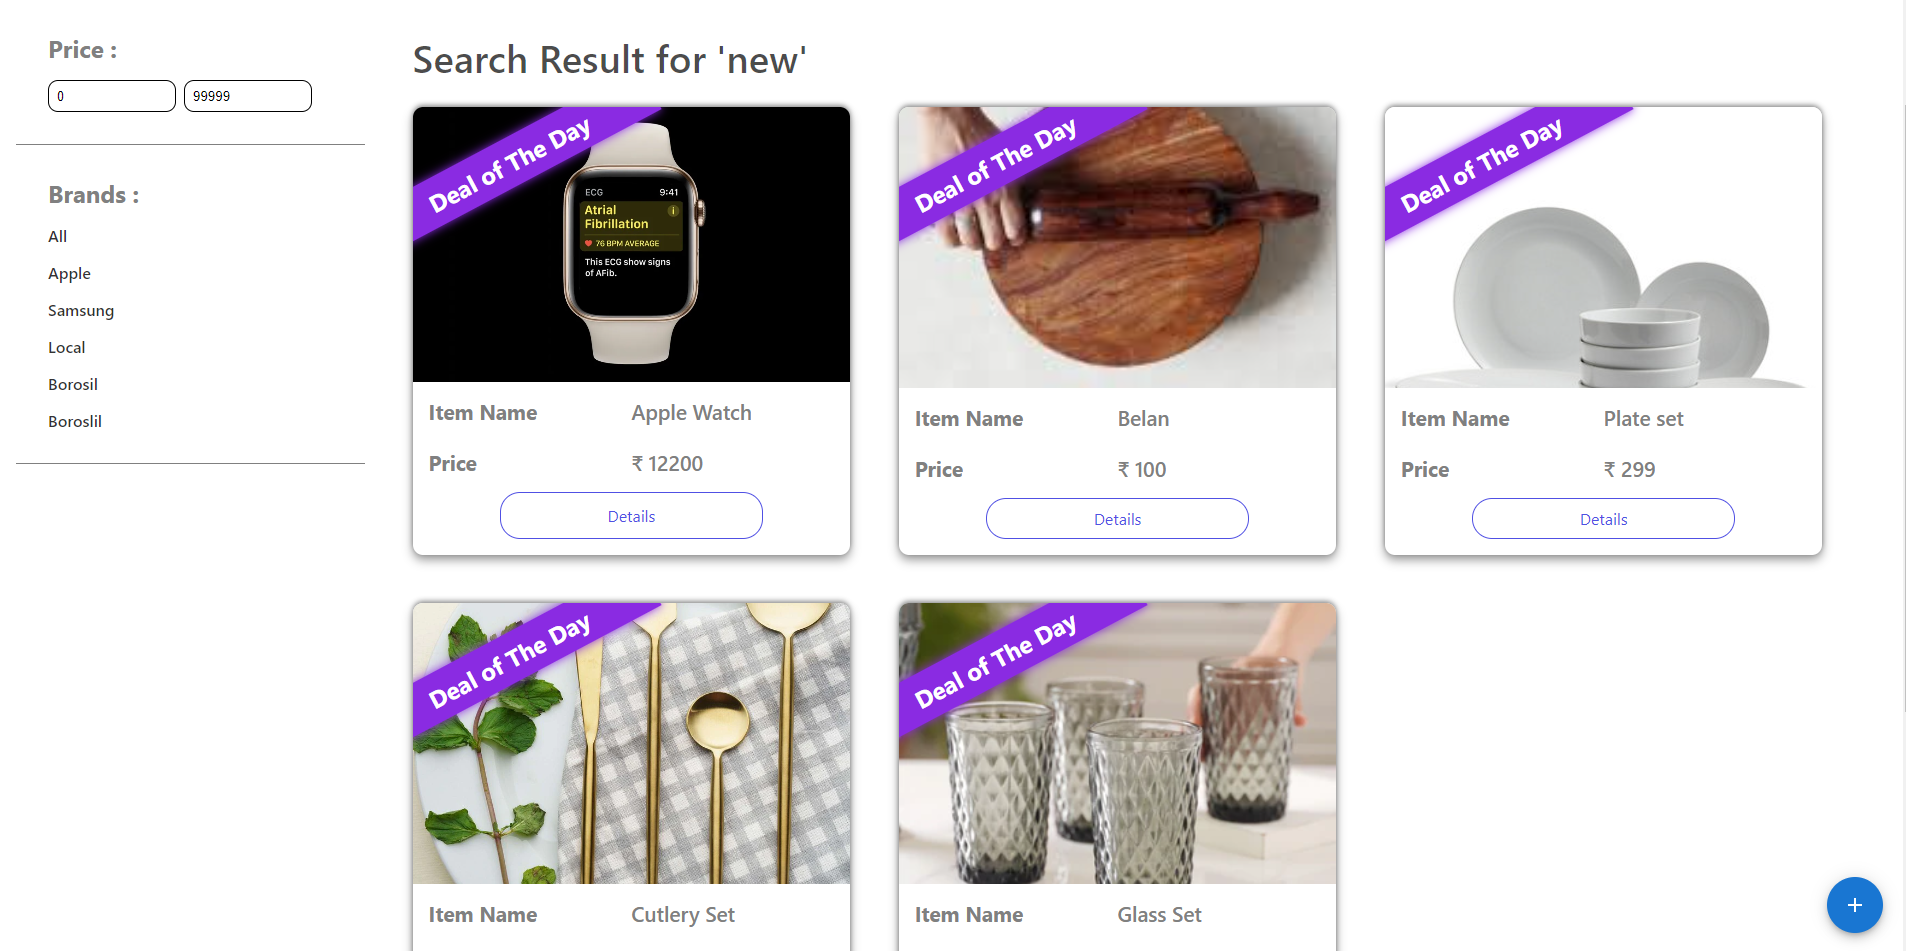 Price :
0
99999
Brands :
All
Apple
Samsung
Local
Borosil
Boroslil
Search Result for 'new'
Deal of The Day
ECG 9:41
Atrial
Fibrillation
i
76 BPM AVERAGE
This ECG show signs
of AFib.
Item Name Apple Watch
Price ₹ 12200
Details
Deal of The Day
Item Name Belan
Price ₹ 100
Details
Deal of The Day
Item Name Plate set
Price ₹ 299
Details
Deal of The Day
Item Name Cutlery Set
Deal of The Day
Item Name Glass Set
+